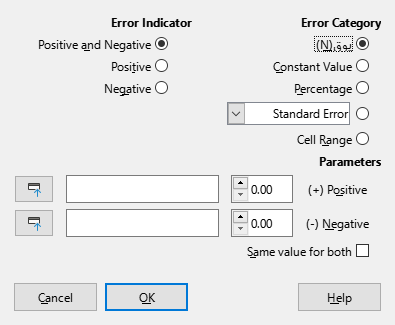 Error Category
يوق(N)
Constant Value
Percentage
Standard Error
Cell Range
Error Indicator
Positive and Negative
Positive
Negative
Parameters
Positive (+)
0.00
Negative (-)
0.00
Same value for both
Help
OK
Cancel